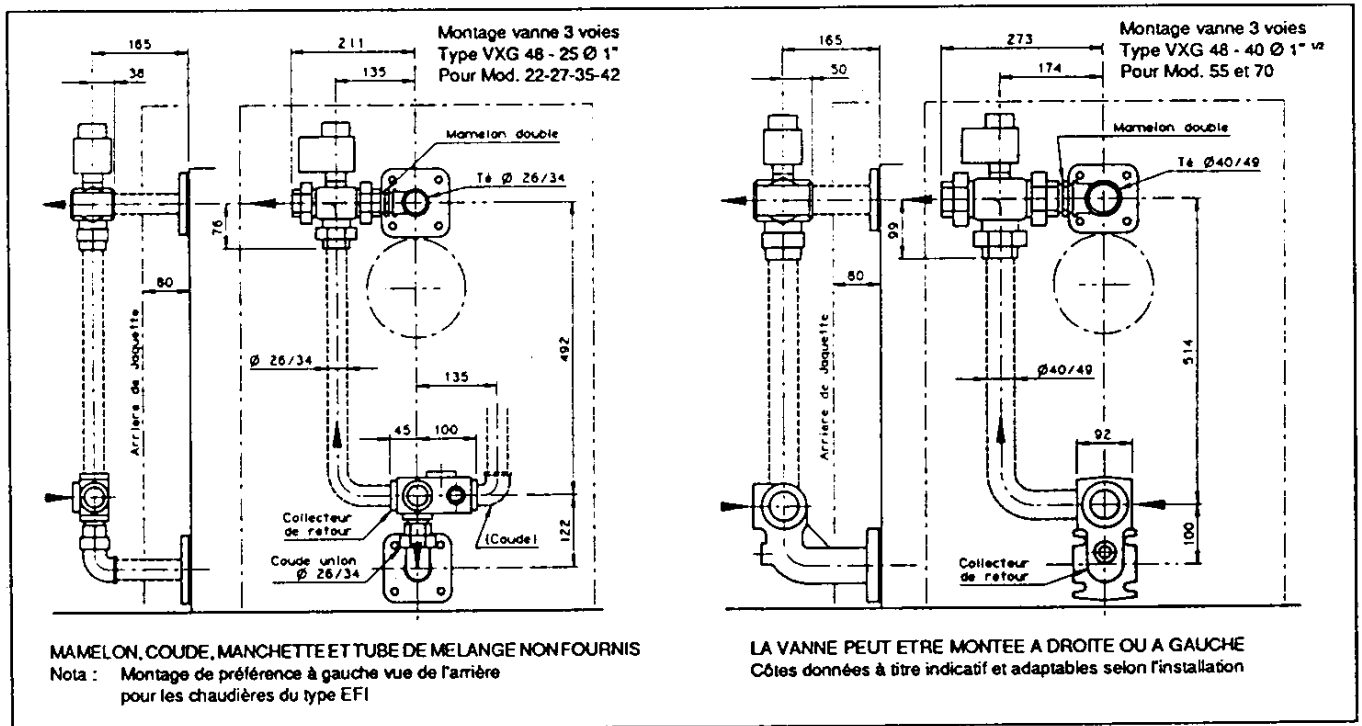 Montage vanne 3 voies
Type VXG 48 - 25 Ø 1"
Pour Mod. 22-27-35-42
165
38
211
135
Mamelon double
Té Ø 26/34
76
80
Arriere de Jaquette
Ø 26/34
492
135
45
100
Collecteur
de retour
(Coude)
122
Coude union
Ø 26/34
MAMELON, COUDE, MANCHETTE ET TUBE DE MELANGE NON FOURNIS
Nota : Montage de préférence à gauche vue de l'arrière
pour les chaudières du type EFI
Montage vanne 3 voies
Type VXG 48 - 40 Ø 1" 1/2
Pour Mod. 55 et 70
165
50
273
174
Mamelon double
Té Ø40/49
99
80
Arriere de Jaquette
Ø40/49
514
92
100
Collecteur
de retour
LA VANNE PEUT ETRE MONTEE A DROITE OU A GAUCHE
Côtes données à titre indicatif et adaptables selon l'installation